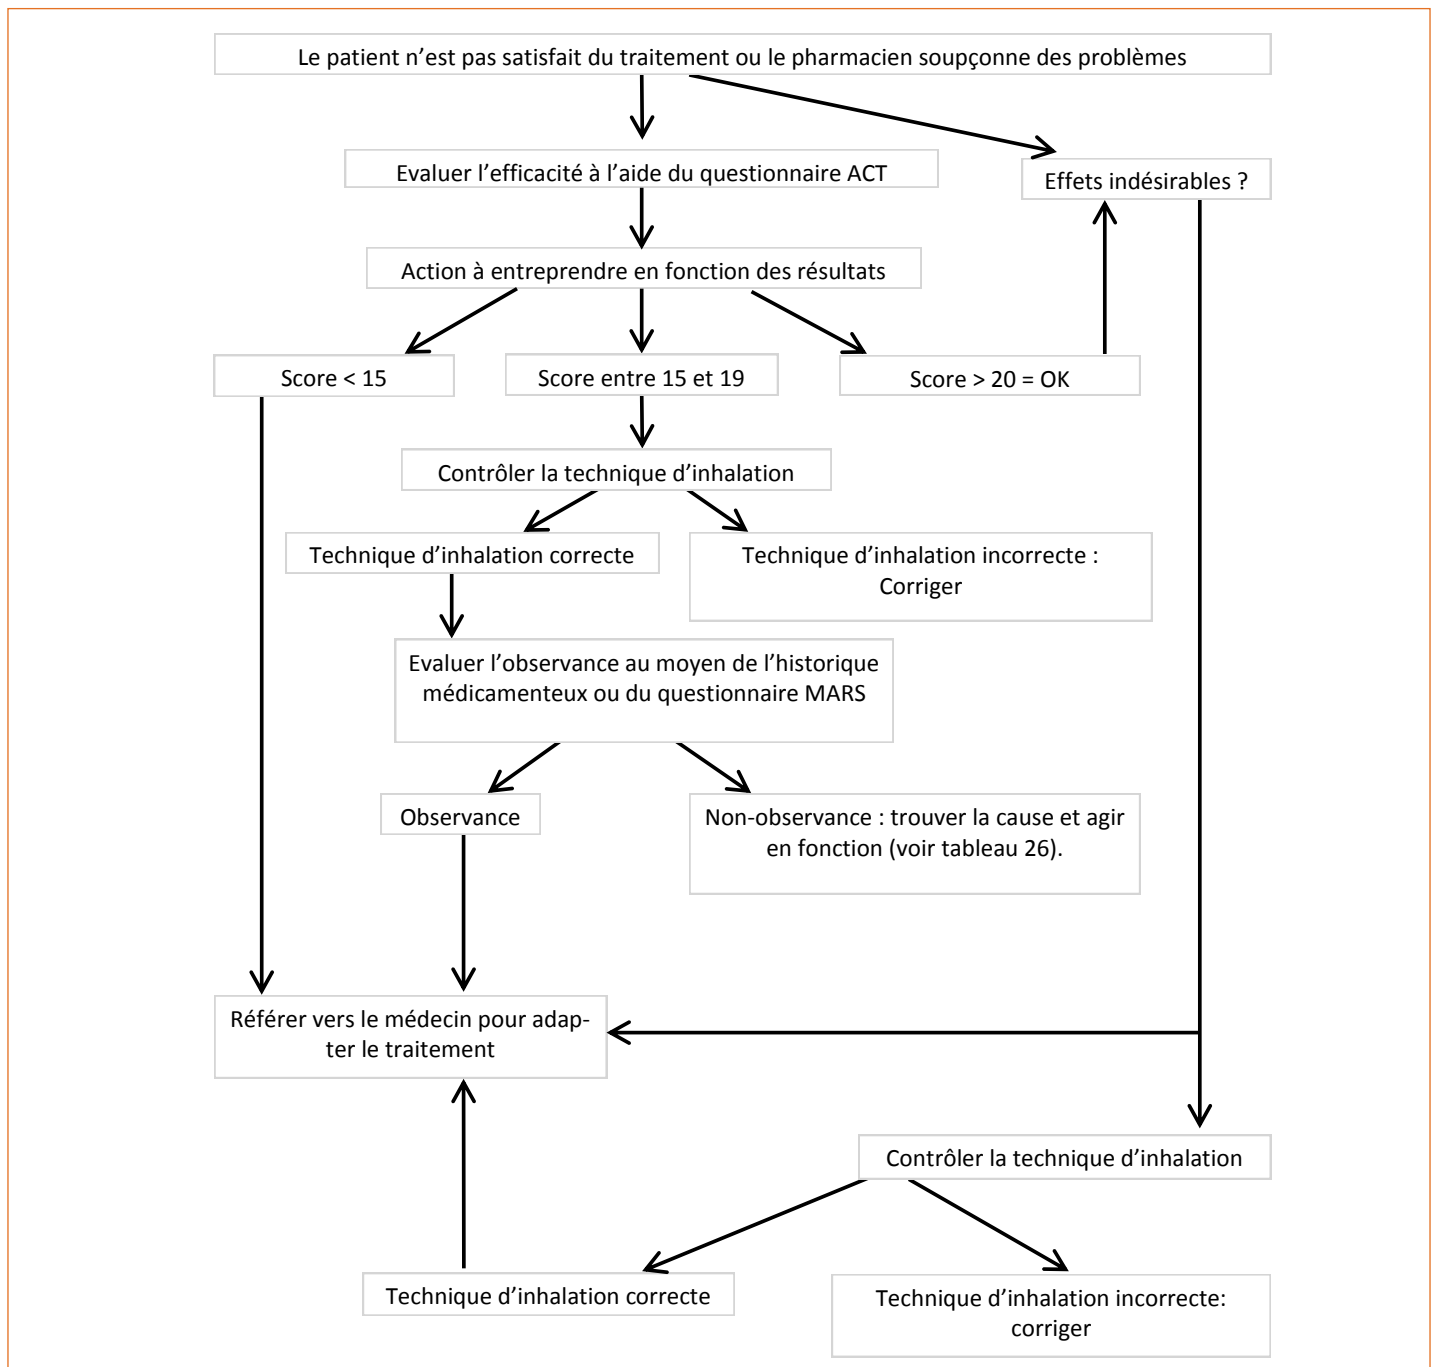 Le patient n’est pas satisfait du traitement ou le pharmacien soupçonne des problèmes
Evaluer l’efficacité à l’aide du questionnaire ACT
Effets indésirables ?
Action à entreprendre en fonction des résultats
Score < 15
Score entre 15 et 19
Score > 20 = OK
Contrôler la technique d’inhalation
Technique d’inhalation correcte
Technique d’inhalation incorrecte :
Corriger
Evaluer l’observance au moyen de l’historique
médicamenteux ou du questionnaire MARS
Observance
Non-observance : trouver la cause et agir
en fonction (voir tableau 26).
Référer vers le médecin pour adap-
ter le traitement
Contrôler la technique d’inhalation
Technique d’inhalation correcte
Technique d’inhalation incorrecte:
corriger